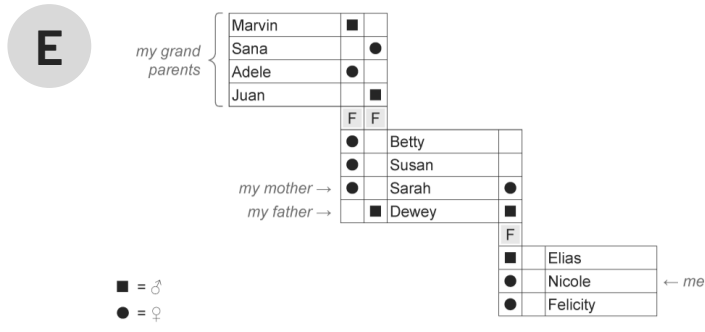 E
my grand
parents
Marvin
Sana
Adele
Juan
F F
Betty
Susan
my mother → Sarah
my father → Dewey
F
Elias
Nicole ← me
Felicity
■ = ♂
● = ♀